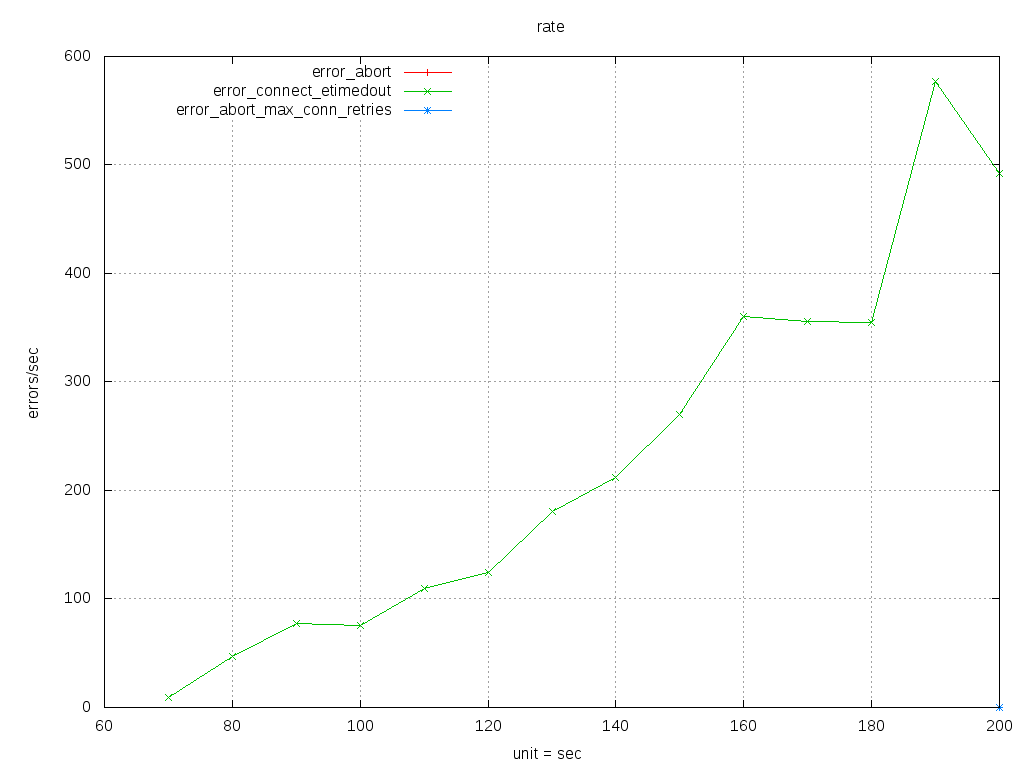 rate
error_abort
error_connect_etimedout
error_abort_max_conn_retries
600
500
400
300
200
100
0
errors/sec
60 80 100 120 140 160 180 200
unit = sec